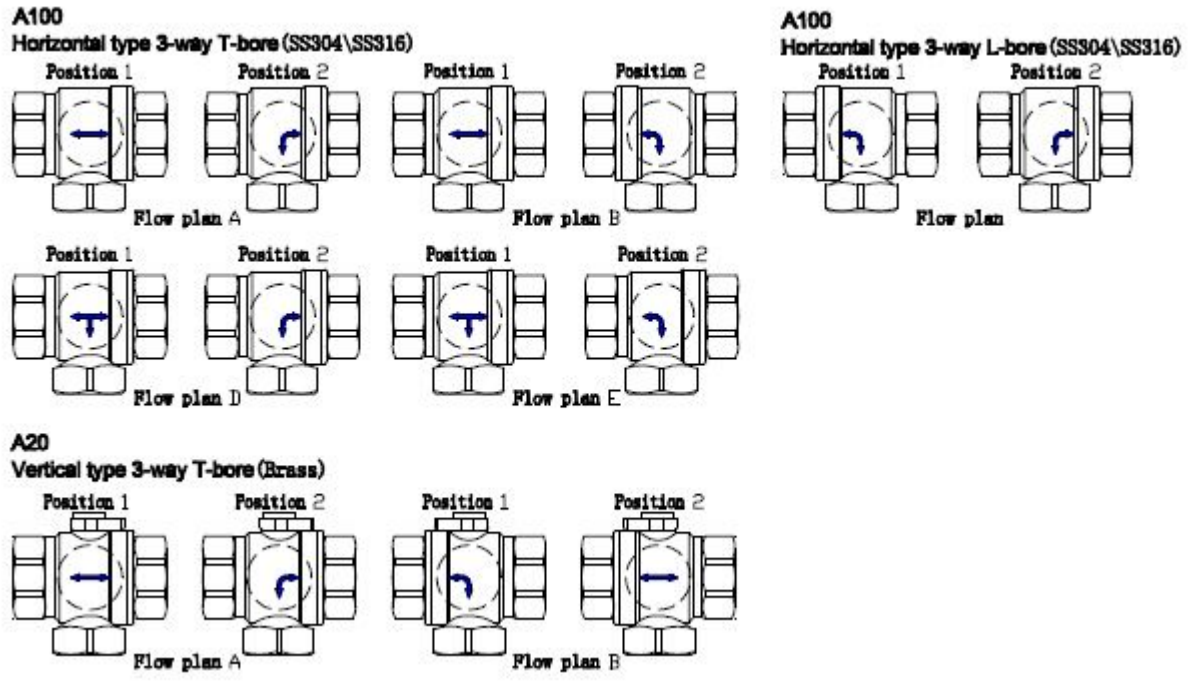 A100
Horizontal type 3-way T-bore(SS304\SS316)
Position 1 Position 2 Position 1 Position 2
Flow plan A Flow plan B
Position 1 Position 2 Position 1 Position 2
Flow plan D Flow plan E
A100
Horizontal type 3-way L-bore(SS304\SS316)
Position 1 Position 2
Flow plan
A20
Vertical type 3-way T-bore(Brass)
Position 1 Position 2 Position 1 Position 2
Flow plan A Flow plan B